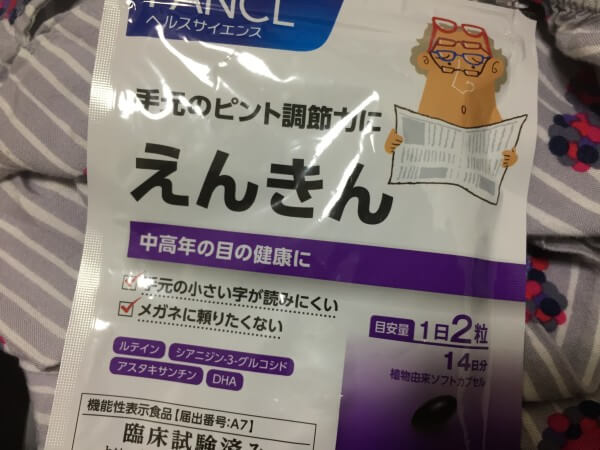 FANCL
ヘルスサイエンス
手元のピント調節力に
えんきん
中高年の目の健康に
手元の小さい字が読みにくい
メガネに頼りたくない
目安量 1日2粒
14日分
植物由来ソフトカプセル
ルテイン シアニジン-3-グルコシド
アスタキサンチン DHA
機能性表示食品【届出番号:A7】
臨床試験済み